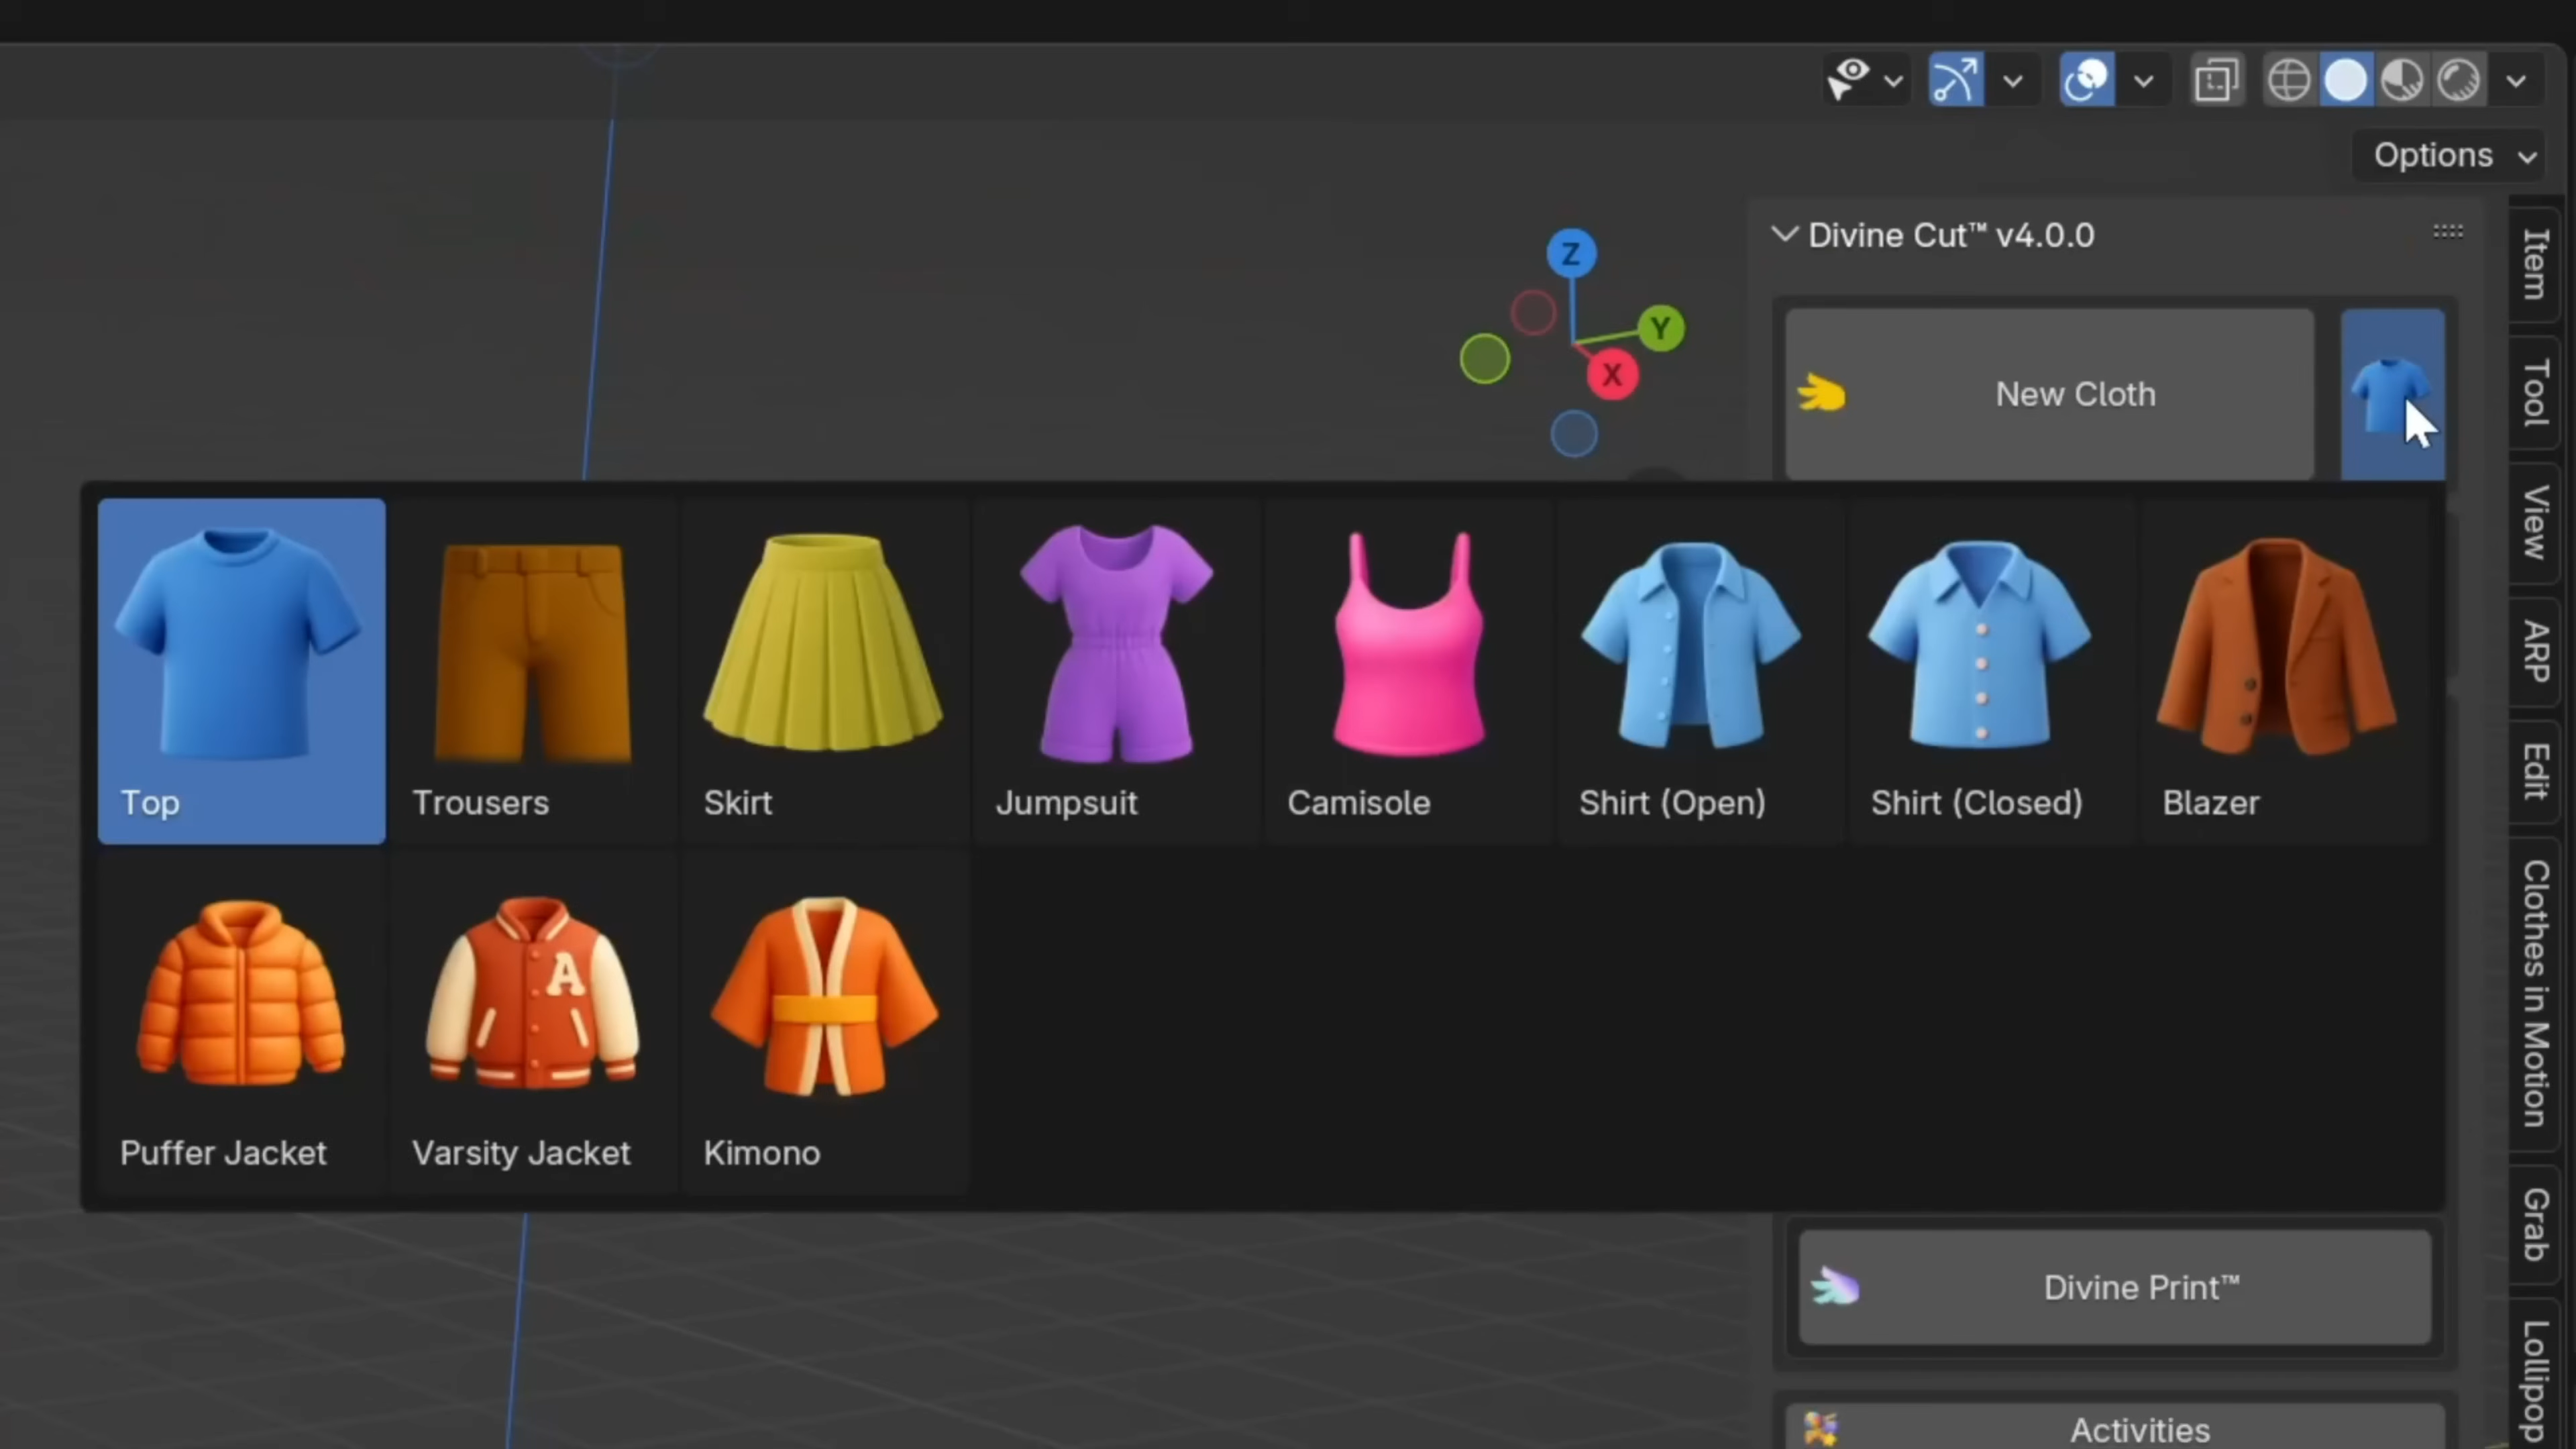 Options
Divine Cut™ v4.0.0
Z
Y
X
New Cloth
Top
Trousers
Skirt
Jumpsuit
Camisole
Shirt (Open)
Shirt (Closed)
Blazer
A
Puffer Jacket
Varsity Jacket
Kimono
Divine Print™
Activities
Item
Tool
View
ARP
Edit
Clothes in Motion
Grab
Lollipop